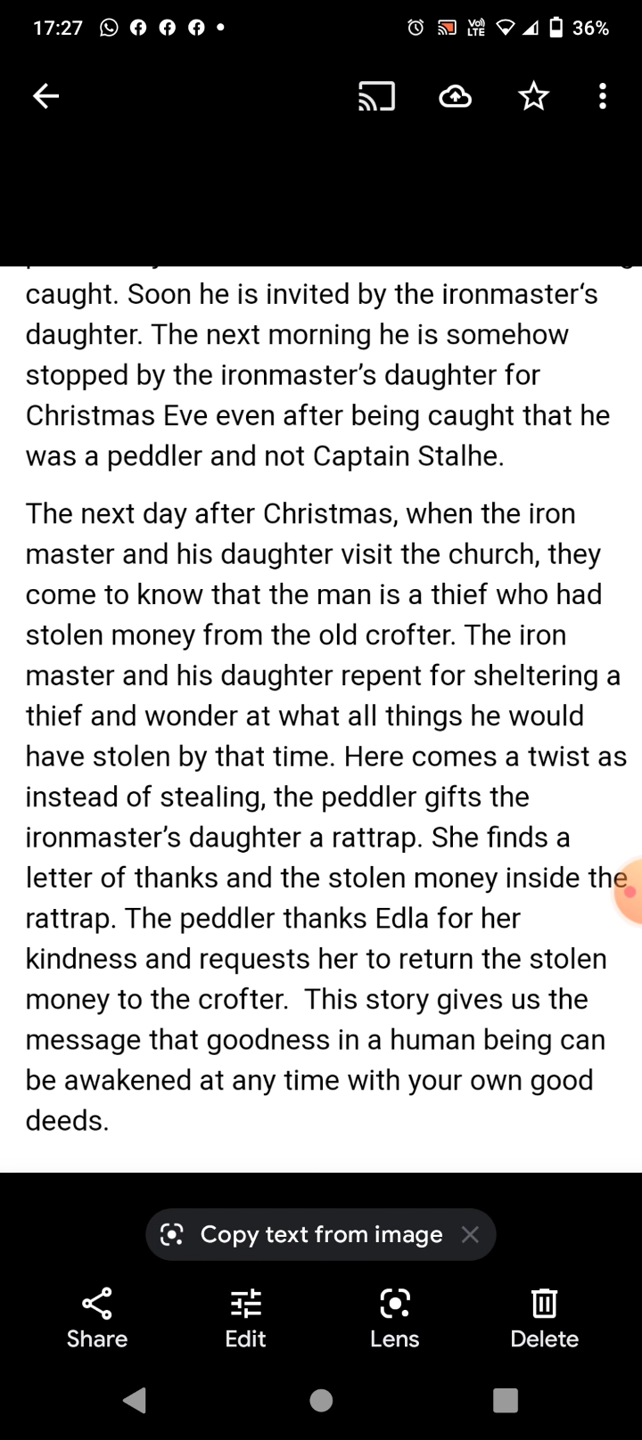 17:27
Vo)
LTE
36%
caught. Soon he is invited by the ironmaster‘s
daughter. The next morning he is somehow
stopped by the ironmaster’s daughter for
Christmas Eve even after being caught that he
was a peddler and not Captain Stalhe.
The next day after Christmas, when the iron
master and his daughter visit the church, they
come to know that the man is a thief who had
stolen money from the old crofter. The iron
master and his daughter repent for sheltering a
thief and wonder at what all things he would
have stolen by that time. Here comes a twist as
instead of stealing, the peddler gifts the
ironmaster’s daughter a rattrap. She finds a
letter of thanks and the stolen money inside the
rattrap. The peddler thanks Edla for her
kindness and requests her to return the stolen
money to the crofter.  This story gives us the
message that goodness in a human being can
be awakened at any time with your own good
deeds.
Copy text from image
Share
Edit
Lens
Delete